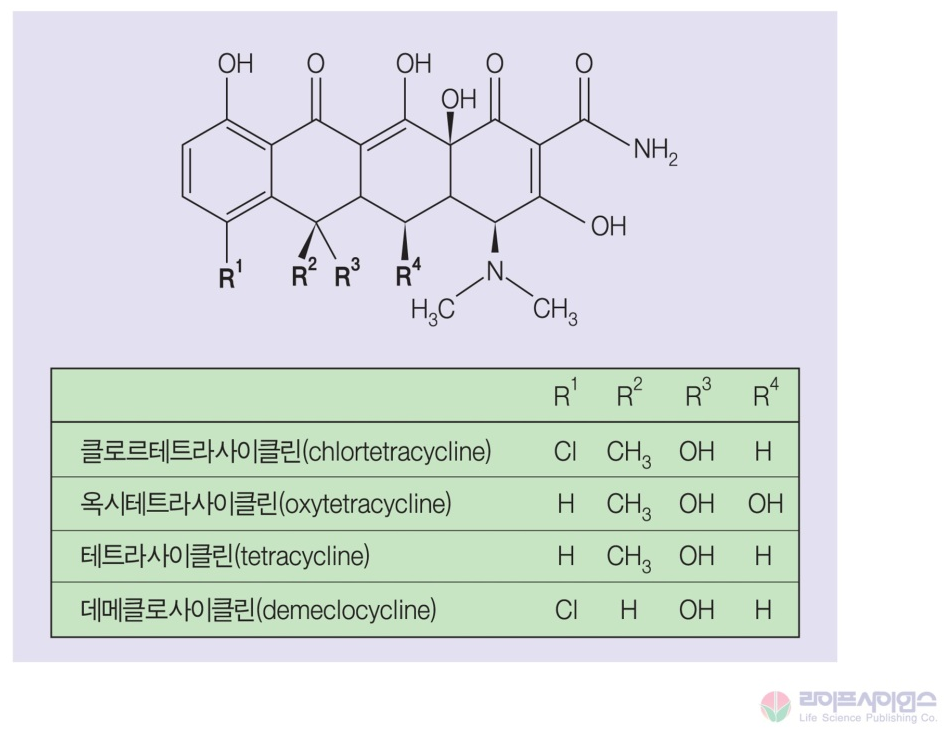 OH O OH O O
OH
NH2
OH
R1 R2 R3 R4
N
H3C CH3
R1 R2 R3 R4
클로르테트라사이클린(chlortetracycline) Cl CH3 OH H
옥시테트라사이클린(oxytetracycline) H CH3 OH OH
테트라사이클린(tetracycline) H CH3 OH H
데메클로사이클린(demeclocycline) Cl H OH H
라이프사이언스
Life Science Publishing Co.